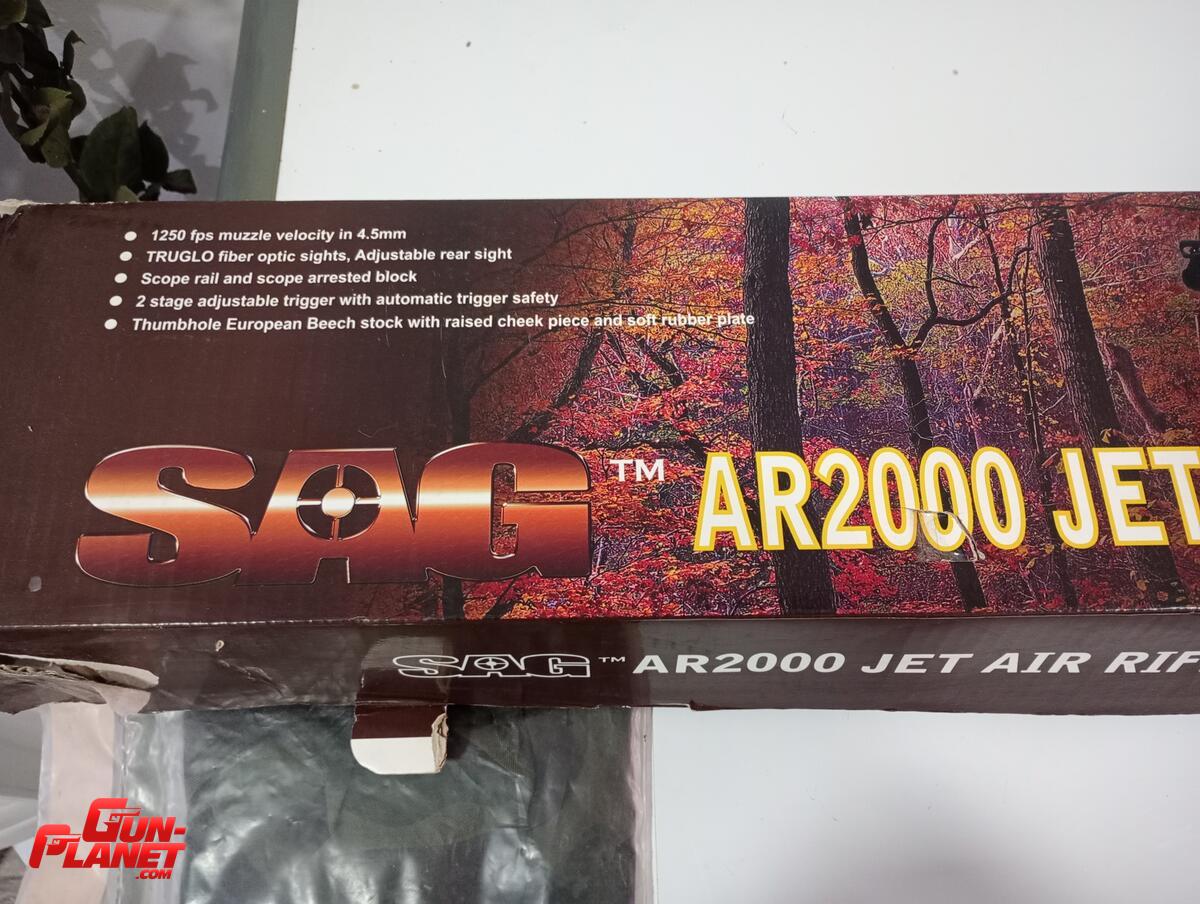 1250 fps muzzle velocity in 4.5mm
TRUGLO fiber optic sights, Adjustable rear sight
Scope rail and scope arrested block
2 stage adjustable trigger with automatic trigger safety
Thumbhole European Beech stock with raised cheek piece and soft rubber plate
SAG™ AR2000 JET
SAG™ AR2000 JET AIR RIF
GUN-
PLANET
.COM